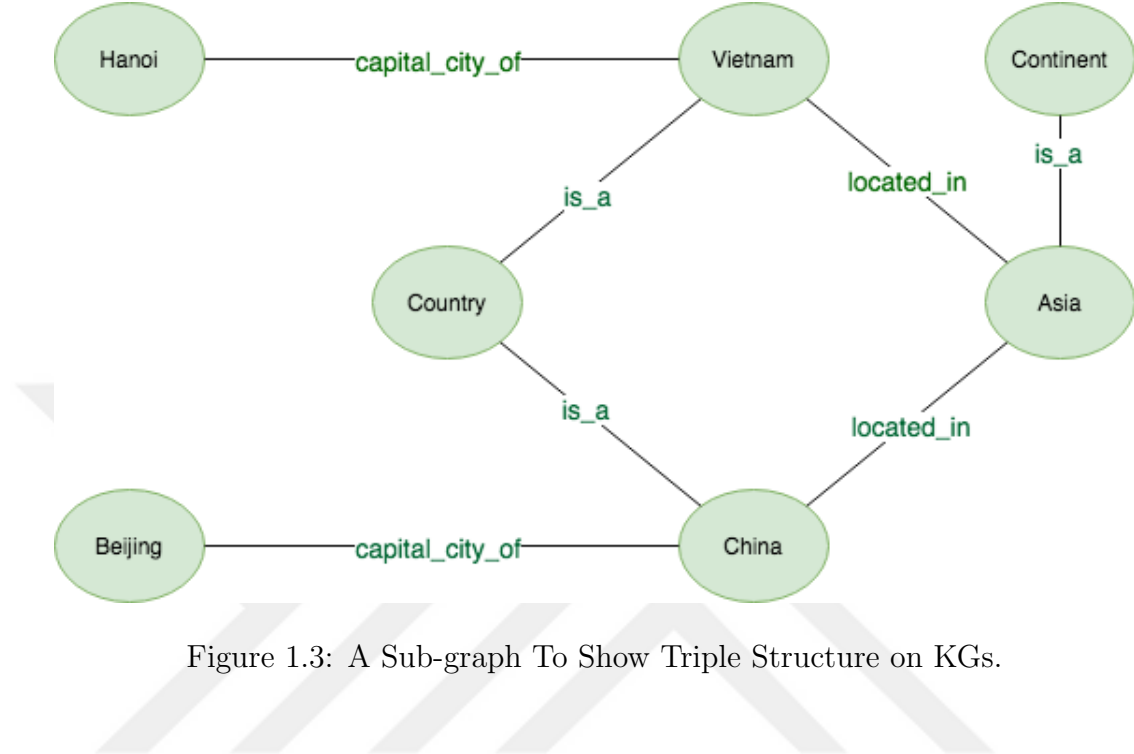 Hanoi
capital_city_of
Vietnam
Continent
is_a
located_in
is_a
Country
Asia
is_a
located_in
Beijing
capital_city_of
China
Figure 1.3: A Sub-graph To Show Triple Structure on KGs.